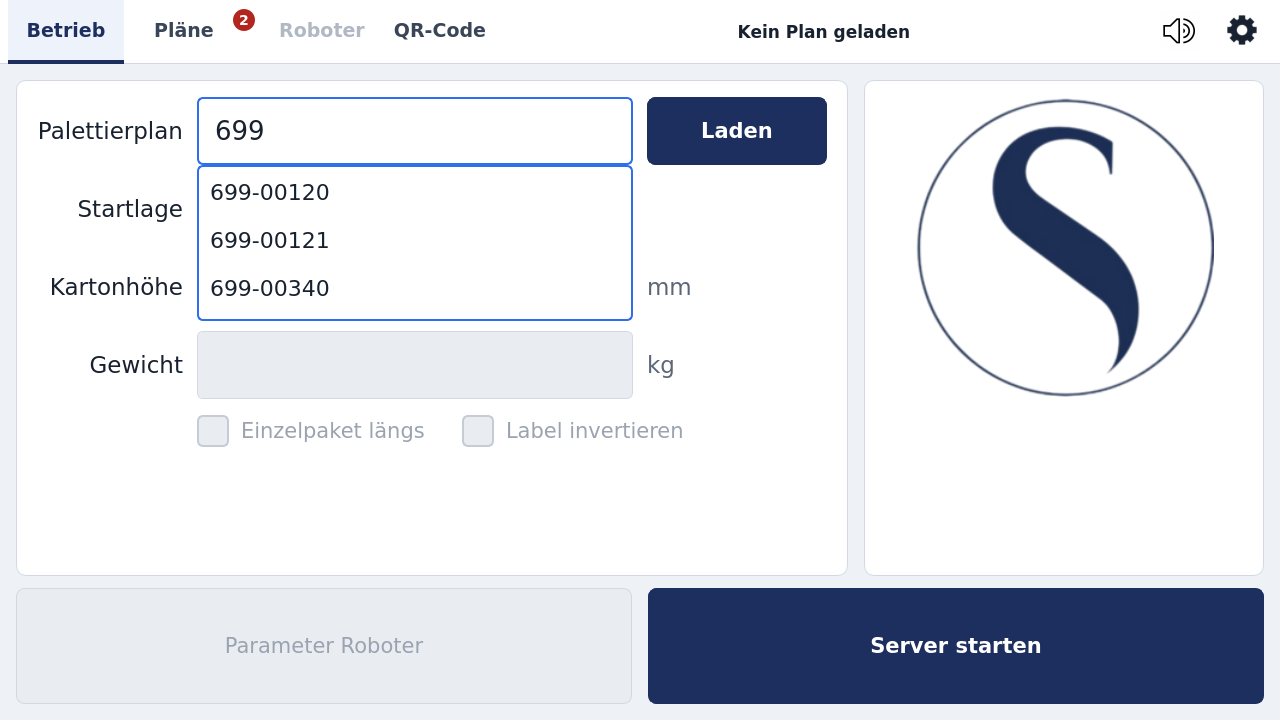 Betrieb Pläne 2 Roboter QR-Code Kein Plan geladen
Palettierplan 699 Laden
699-00120
Startlage
699-00121
Kartonhöhe 699-00340 mm
Gewicht kg
Einzelpaket längs Label invertieren
Parameter Roboter Server starten